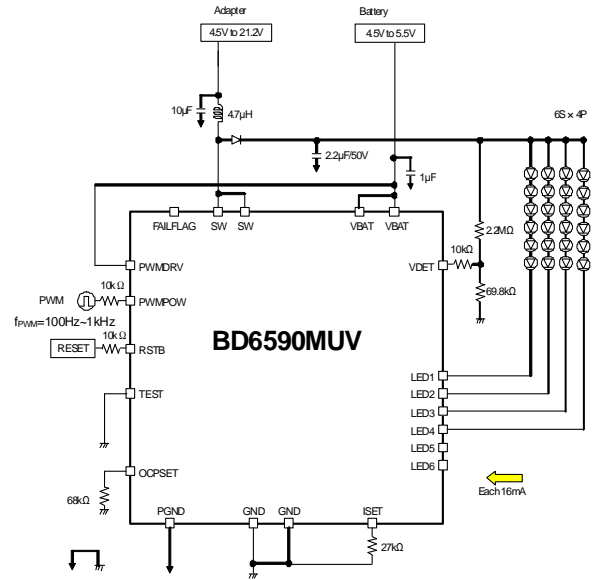 Adapter
Battery
4.5V to 21.2V
4.5V to 5.5V
10µF
4.7µH
6S × 4P
2.2µF/50V
1µF
FAILFLAG
SW
SW
VBAT
VBAT
2.2MΩ
PWMDRV
VDET
10kΩ
PWM
10kΩ
PWMPOW
69.8kΩ
fPWM=100Hz~1kHz
10kΩ
RESET
RSTB
BD6590MUV
LED1
TEST
LED2
LED3
LED4
LED5
LED6
OCPSET
68kΩ
Each 16mA
PGND
GND
GND
ISET
27kΩ